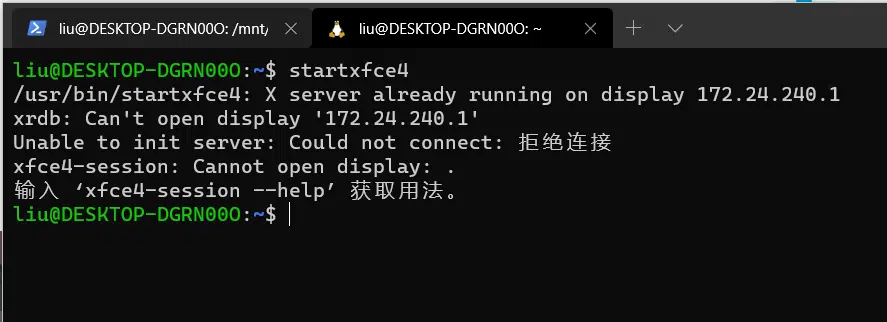 liu@DESKTOP-DGRN00O: /mnt/
liu@DESKTOP-DGRN00O: ~
liu@DESKTOP-DGRN00O:~$ startxfce4
/usr/bin/startxfce4: X server already running on display 172.24.240.1
xrdb: Can't open display '172.24.240.1'
Unable to init server: Could not connect: 拒绝连接
xfce4-session: Cannot open display: .
输入 ‘xfce4-session --help’ 获取用法。
liu@DESKTOP-DGRN00O:~$